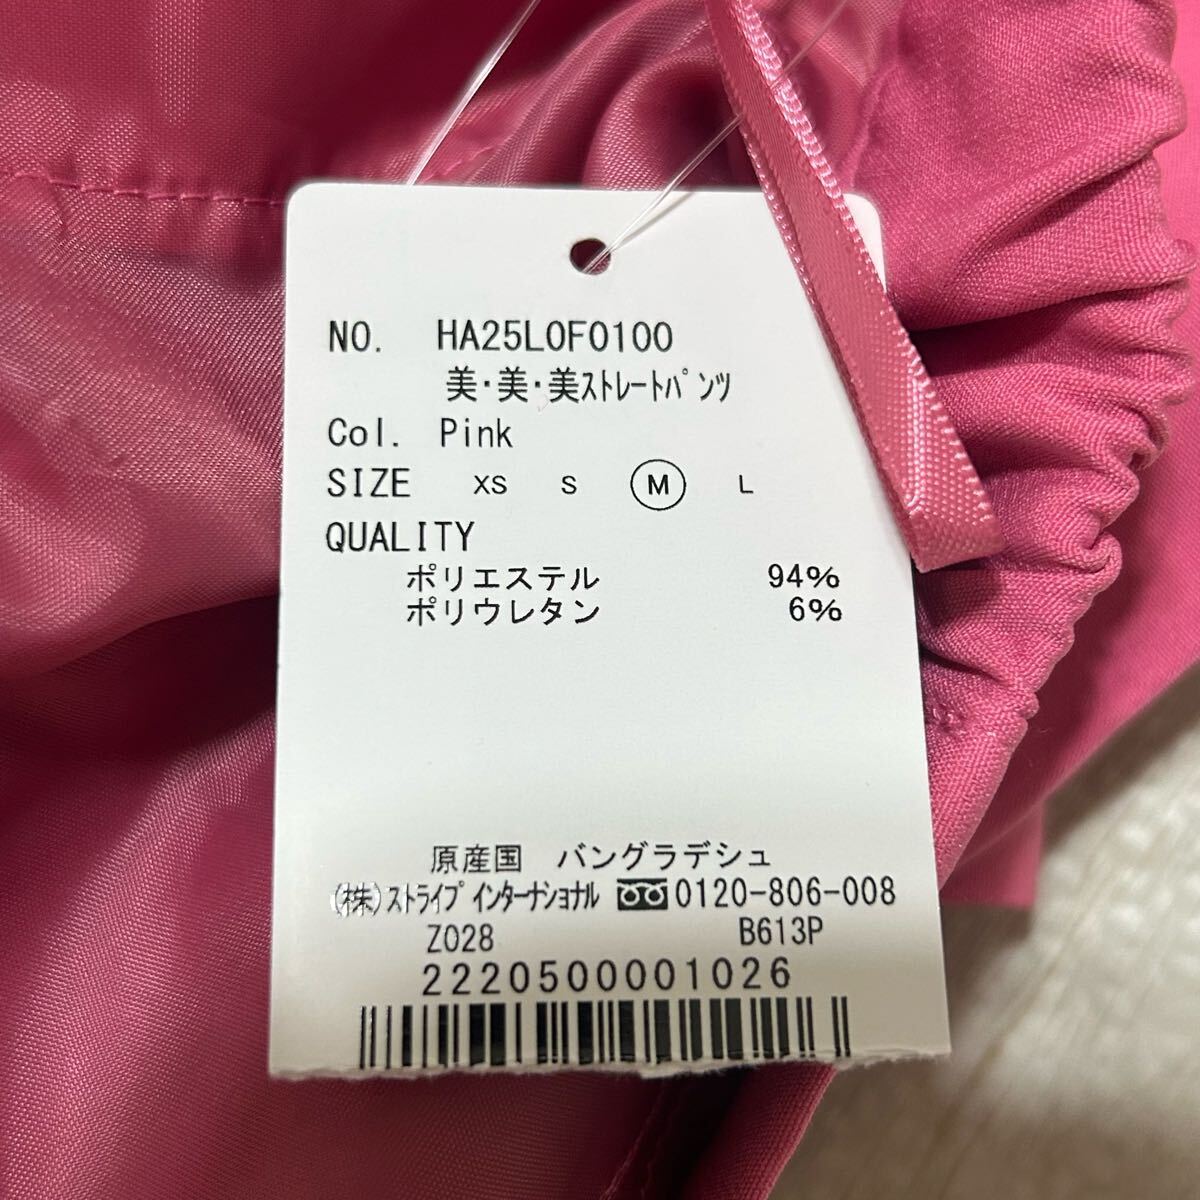 NO. HA25L0F0100
美・美・美ストレートパンツ
Col. Pink
SIZE XS S M L
QUALITY
ポリエステル 94%
ポリウレタン 6%
原産国 バングラデシュ
(株)ストライプインターナショナル 0120-806-008
Z028 B613P
2220500001026